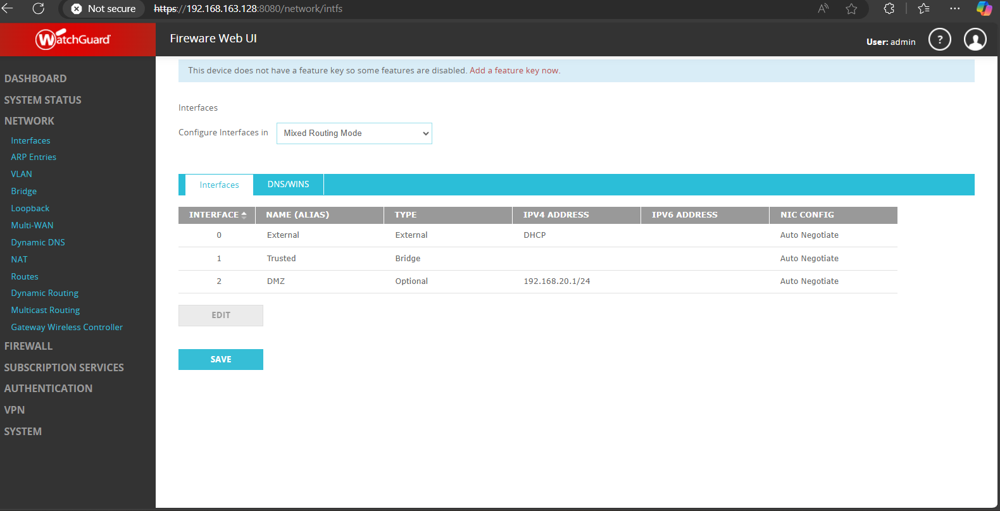 Not secure https://192.168.163.128:8080/network/intfs
WatchGuard Fireware Web UI User: admin ?
DASHBOARD
SYSTEM STATUS
NETWORK
Interfaces
ARP Entries
VLAN
Bridge
Loopback
Multi-WAN
Dynamic DNS
NAT
Routes
Dynamic Routing
Multicast Routing
Gateway Wireless Controller
FIREWALL
SUBSCRIPTION SERVICES
AUTHENTICATION
VPN
SYSTEM
This device does not have a feature key so some features are disabled. Add a feature key now.
Interfaces
Configure Interfaces in Mixed Routing Mode
Interfaces DNS/WINS
INTERFACE NAME (ALIAS) TYPE IPV4 ADDRESS IPV6 ADDRESS NIC CONFIG
0 External External DHCP Auto Negotiate
1 Trusted Bridge Auto Negotiate
2 DMZ Optional 192.168.20.1/24 Auto Negotiate
EDIT
SAVE